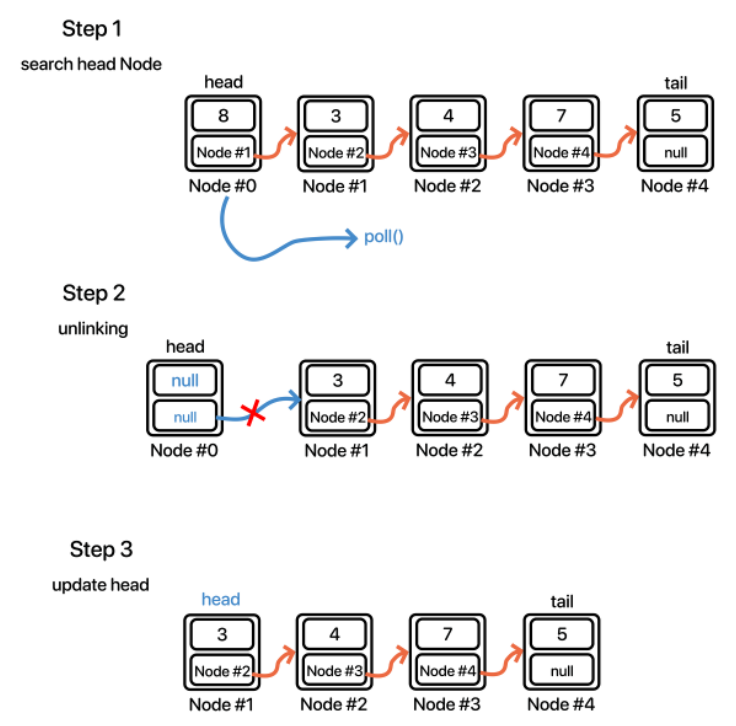 Step 1
search head Node
head
tail
8
3
4
7
5
Node #1
Node #2
Node #3
Node #4
null
Node #0
Node #1
Node #2
Node #3
Node #4
poll()
Step 2
unlinking
head
tail
null
3
4
7
5
null
Node #2
Node #3
Node #4
null
Node #0
Node #1
Node #2
Node #3
Node #4
Step 3
update head
head
tail
3
4
7
5
Node #2
Node #3
Node #4
null
Node #1
Node #2
Node #3
Node #4